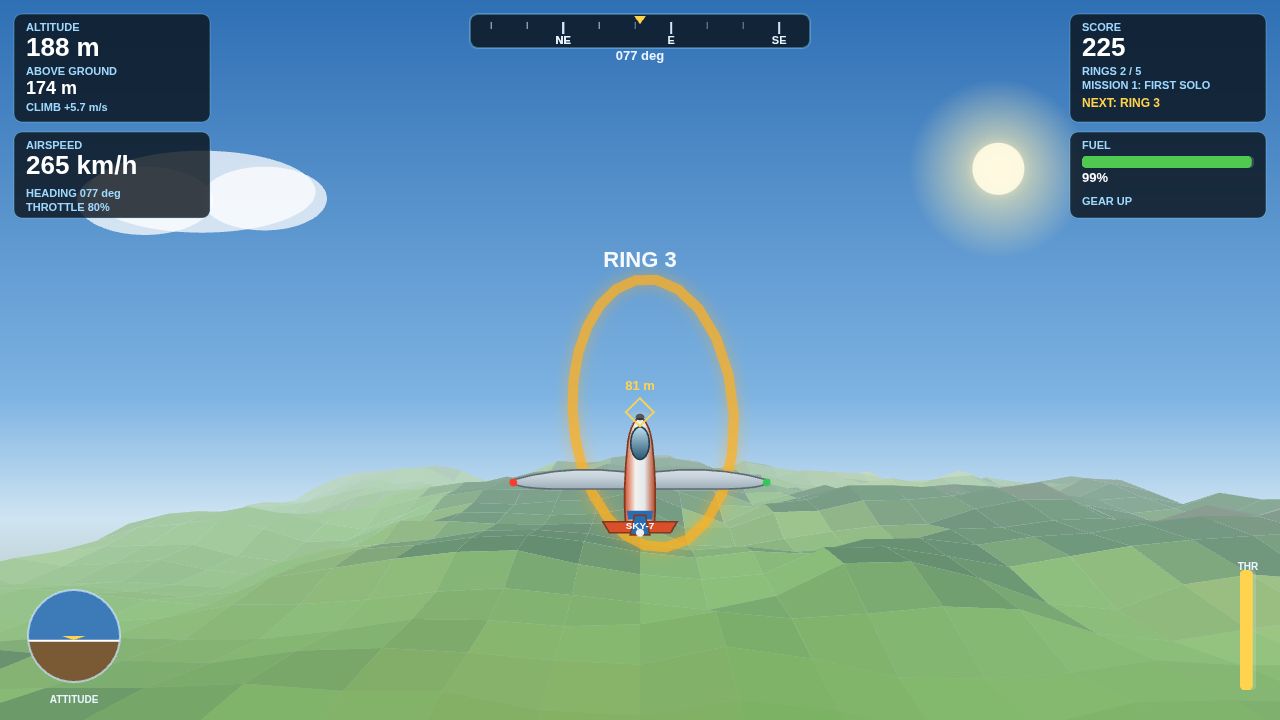 ALTITUDE
188 m
ABOVE GROUND
174 m
CLIMB +5.7 m/s
AIRSPEED
265 km/h
HEADING 077 deg
THROTTLE 80%
NE E SE
077 deg
SCORE
225
RINGS 2 / 5
MISSION 1: FIRST SOLO
NEXT: RING 3
FUEL
99%
GEAR UP
RING 3
81 m
SKY-7
THR
ATTITUDE